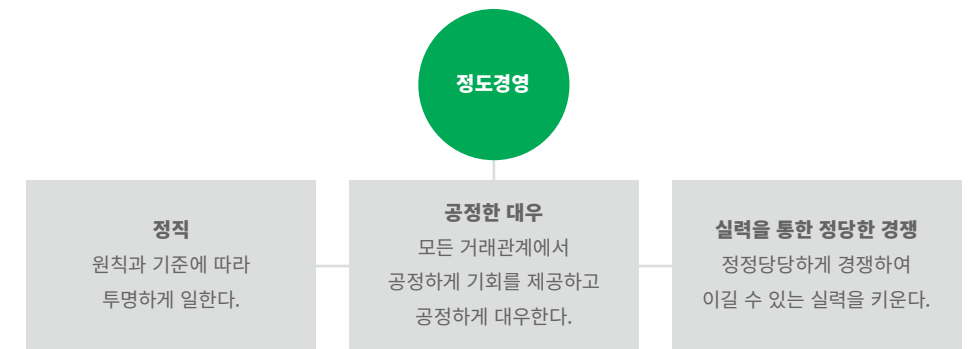 정도경영
정직
원칙과 기준에 따라
투명하게 일한다.
공정한 대우
모든 거래관계에서
공정하게 기회를 제공하고
공정하게 대우한다.
실력을 통한 정당한 경쟁
정정당당하게 경쟁하여
이길 수 있는 실력을 키운다.